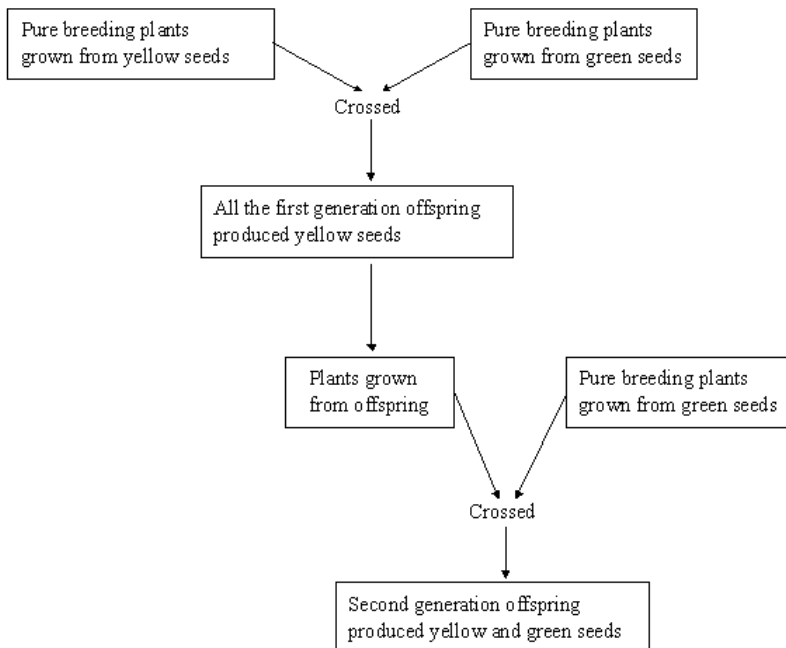 Pure breeding plants
grown from yellow seeds
Pure breeding plants
grown from green seeds
Crossed
All the first generation offspring
produced yellow seeds
Plants grown
from offspring
Pure breeding plants
grown from green seeds
Crossed
Second generation offspring
produced yellow and green seeds